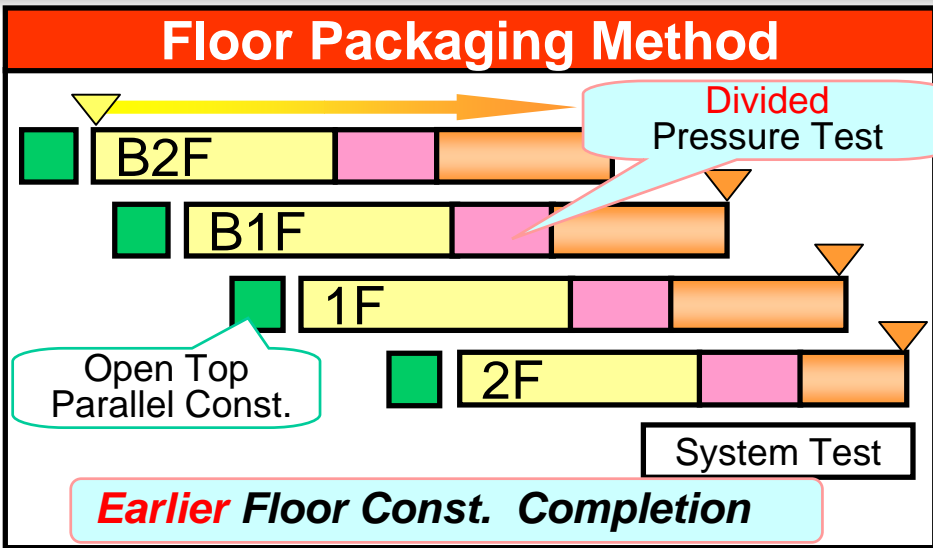 Floor Packaging Method
Divided
Pressure Test
B2F
B1F
1F
Open Top
Parallel Const.
2F
System Test
Earlier Floor Const. Completion